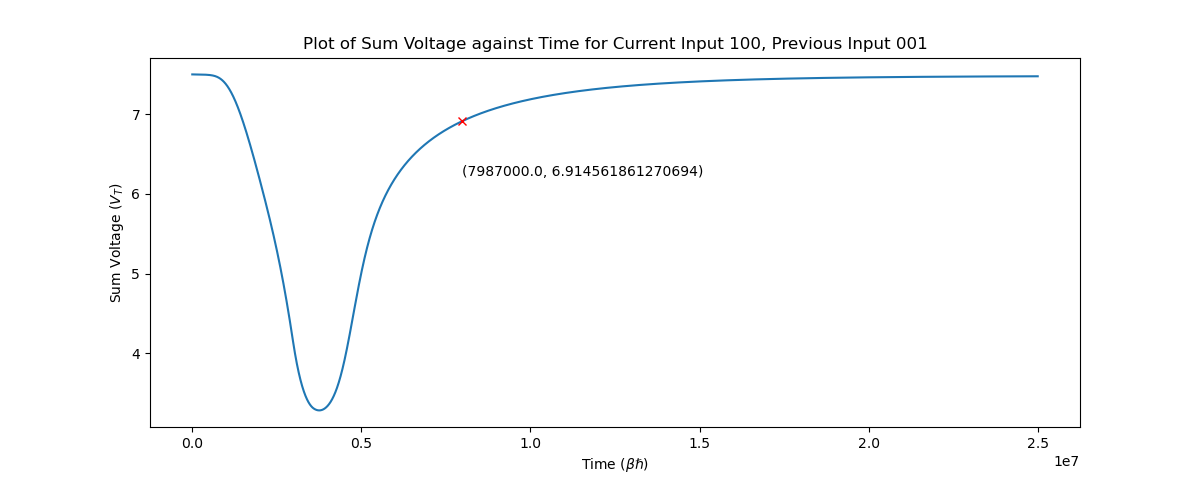 Plot of Sum Voltage against Time for Current Input 100, Previous Input 001
7
6
5
4
Sum Voltage (V_T)
(7987000.0, 6.914561861270694)
0.0 0.5 1.0 1.5 2.0 2.5
1e7
Time (βℏ)